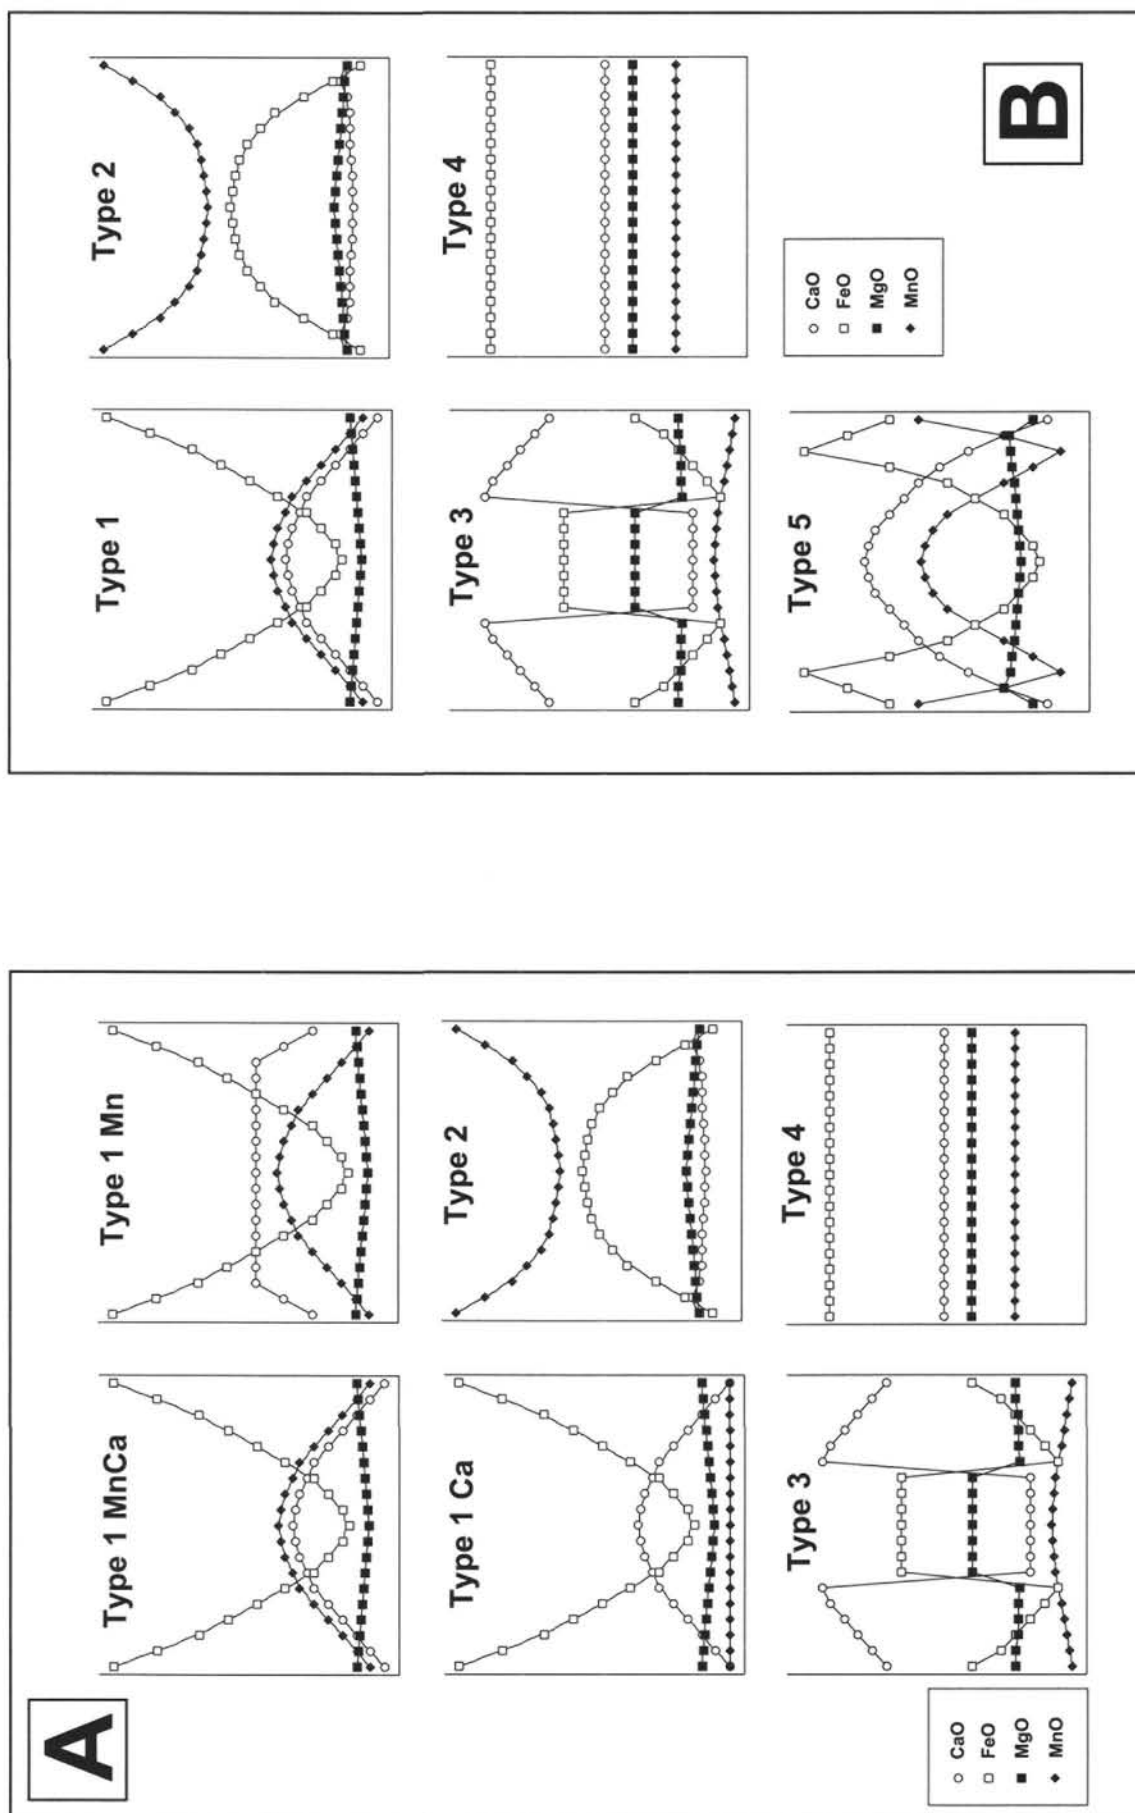 A
Type 1 MnCa
Type 1 Mn
Type 1 Ca
Type 2
Type 3
Type 4
CaO
FeO
MgO
MnO
B
Type 1
Type 2
Type 3
Type 4
Type 5
CaO
FeO
MgO
MnO